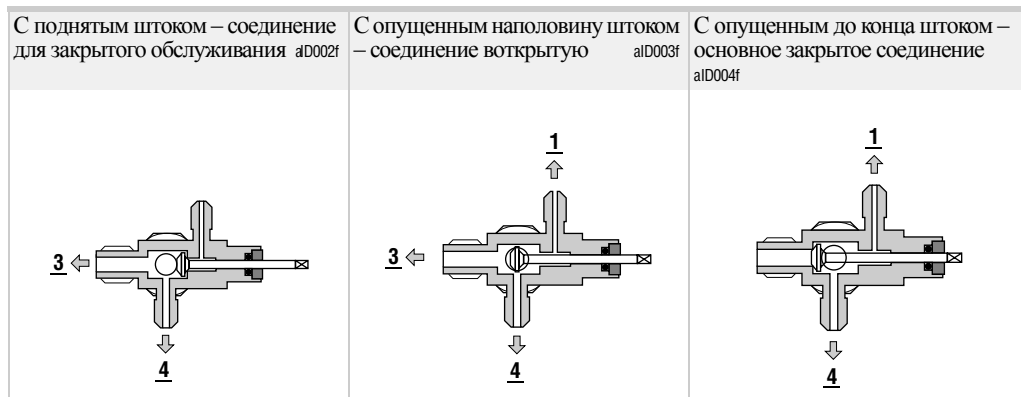 С поднятым штоком – соединение
для закрытого обслуживания aID002f
С опущенным наполовину штоком
– соединение воткрытую aID003f
С опущенным до конца штоком –
основное закрытое соединение
aID004f
3
4
1
3
4
1
4